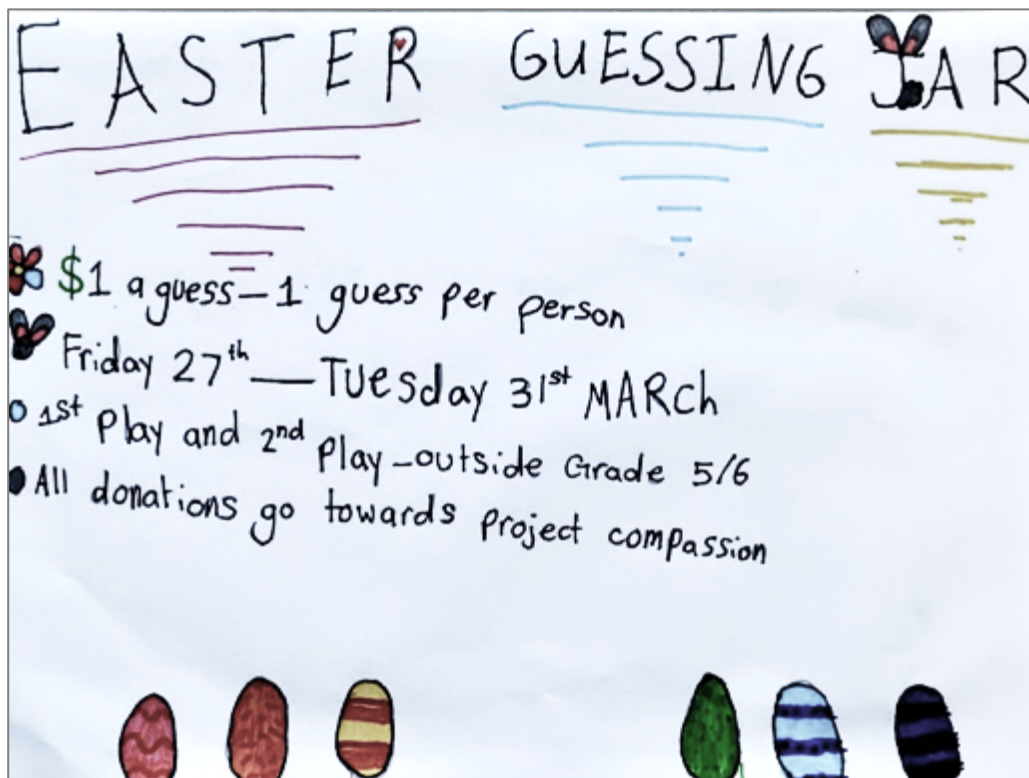 EASTER GUESSING JAR
$1 a guess - 1 guess per person
Friday 27th - Tuesday 31st MARch
1st Play and 2nd Play - outside Grade 5/6
All donations go towards Project compassion